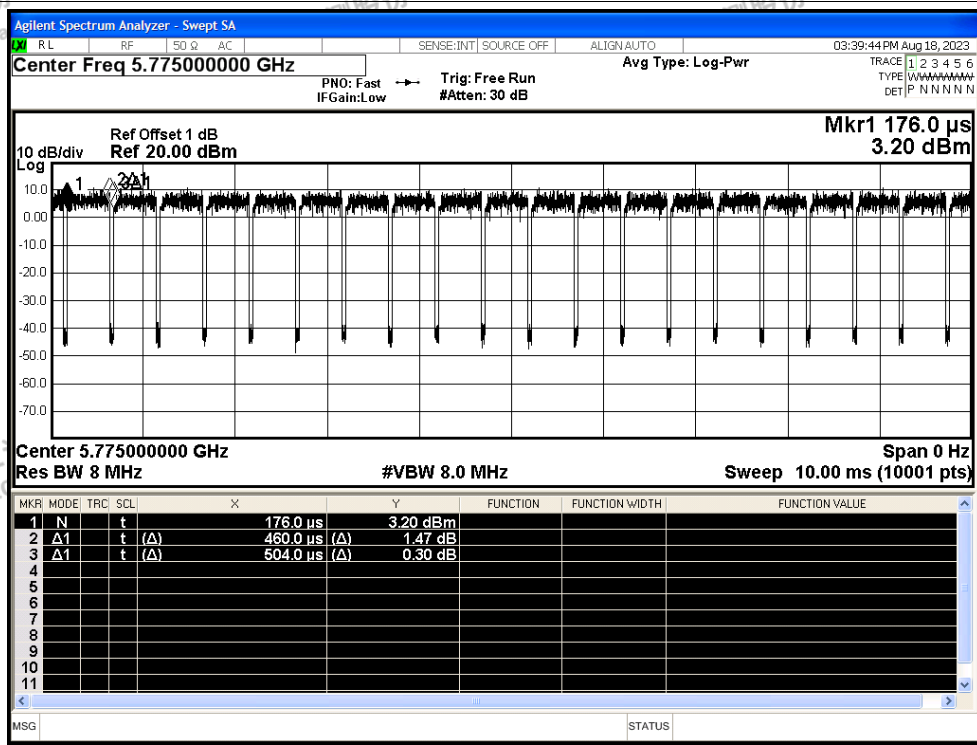 Agilent Spectrum Analyzer - Swept SA
LXI RL RF 50 Ω AC SENSE:INT SOURCE OFF ALIGN AUTO 03:39:44 PM Aug 18, 2023
Center Freq 5.775000000 GHz Avg Type: Log-Pwr TRACE 1 2 3 4 5 6
PNO: Fast Trig: Free Run TYPE
IFGain:Low #Atten: 30 dB DET P N N N N N
Mkr1 176.0 µs
3.20 dBm
Ref Offset 1 dB
10 dB/div Ref 20.00 dBm
Log
1
10.0
0.00
-10.0
-20.0
-30.0
-40.0
-50.0
-60.0
-70.0
Center 5.775000000 GHz Span 0 Hz
Res BW 8 MHz #VBW 8.0 MHz Sweep 10.00 ms (10001 pts)
MKR MODE TRC SCL X Y FUNCTION FUNCTION WIDTH FUNCTION VALUE
1 N t 176.0 µs 3.20 dBm
2 Δ1 t (Δ) 460.0 µs (Δ) 1.47 dB
3 Δ1 t (Δ) 504.0 µs (Δ) 0.30 dB
4
5
6
7
8
9
10
11
MSG STATUS